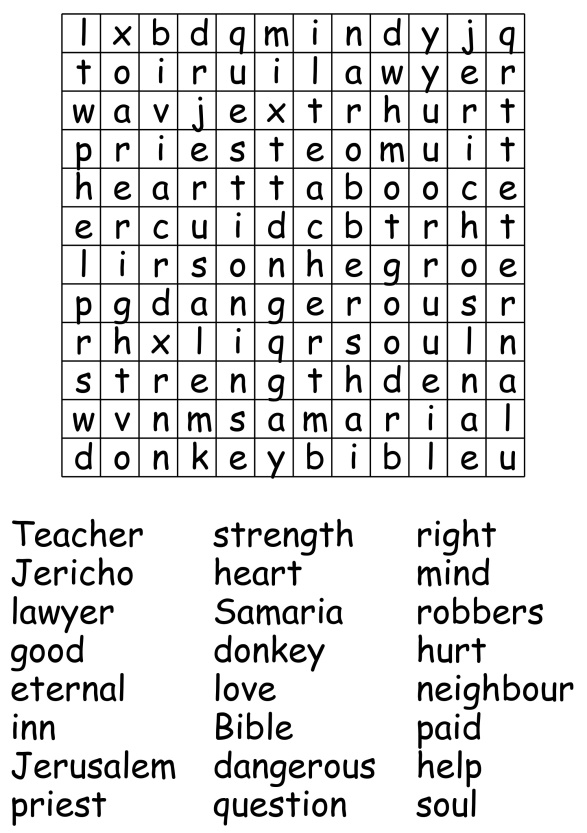 l x b d q m i n d y j q
t o i r u i l a w y e r
w a v j e x t r h u r t
p r i e s t e o m u i t
h e a r t t a b o o c e
e r c u i d c b t r h t
l i r s o n h e g r o e
p g d a n g e r o u s r
r h x l i q r s o u l n
s t r e n g t h d e n a
w v n m s a m a r i a l
d o n k e y b i b l e u
Teacher strength right
Jericho heart mind
lawyer Samaria robbers
good donkey hurt
eternal love neighbour
inn Bible paid
Jerusalem dangerous help
priest question soul